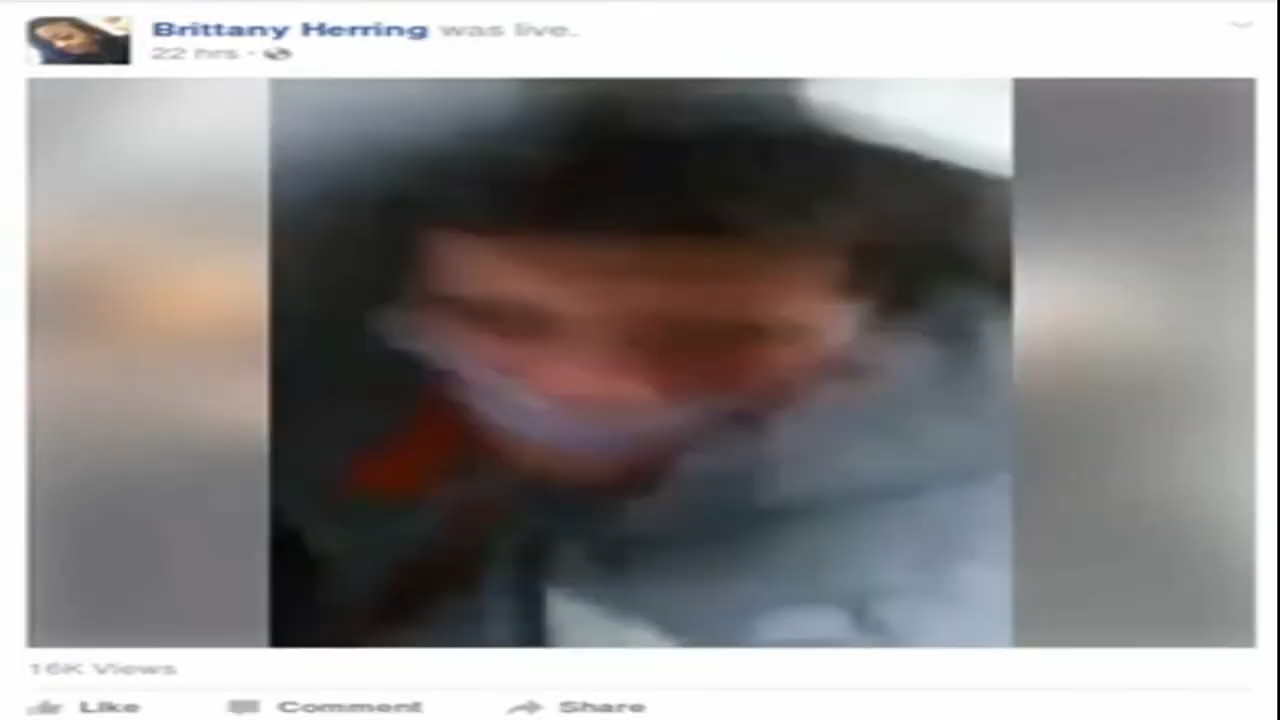 Brittany Herring was live.
22 hrs ·
16K Views
Like Comment Share